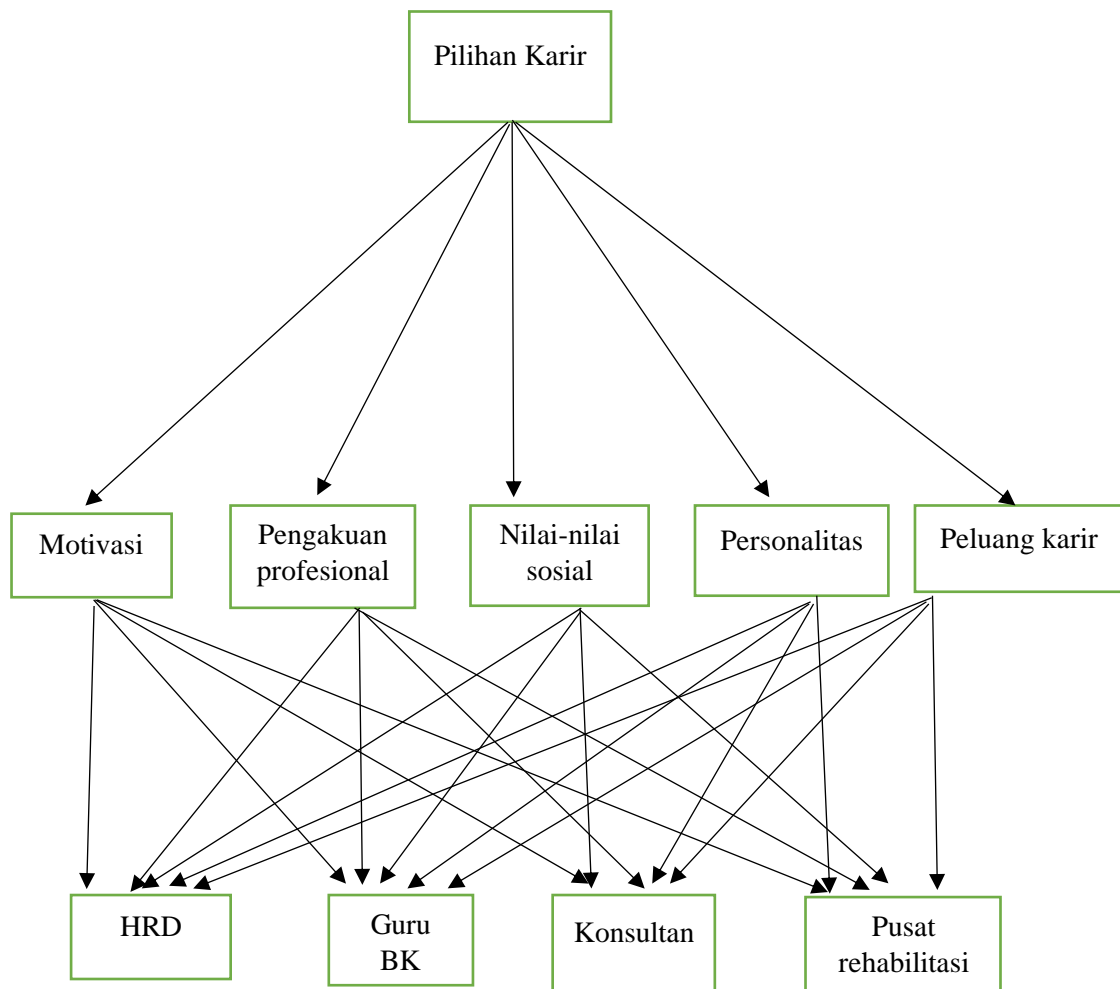 Pilihan Karir
Motivasi
Pengakuan
profesional
Nilai-nilai
sosial
Personalitas
Peluang karir
HRD
Guru
BK
Konsultan
Pusat
rehabilitasi